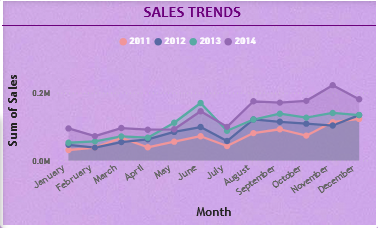 SALES TRENDS
2011 2012 2013 2014
Sum of Sales
0.2M
0.0M
January February March April May June July August September October November December
Month